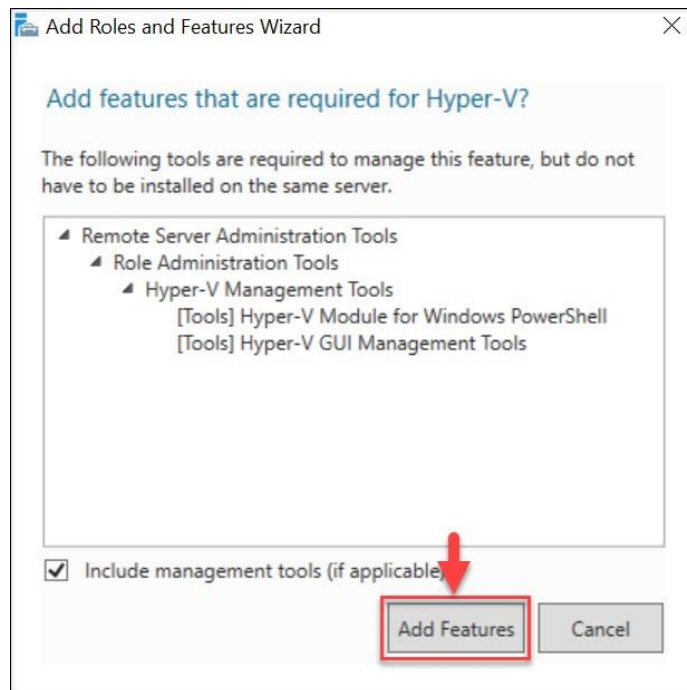 Add Roles and Features Wizard
Add features that are required for Hyper-V?
The following tools are required to manage this feature, but do not
have to be installed on the same server.
Remote Server Administration Tools
Role Administration Tools
Hyper-V Management Tools
[Tools] Hyper-V Module for Windows PowerShell
[Tools] Hyper-V GUI Management Tools
Include management tools (if applicable)
Add Features
Cancel